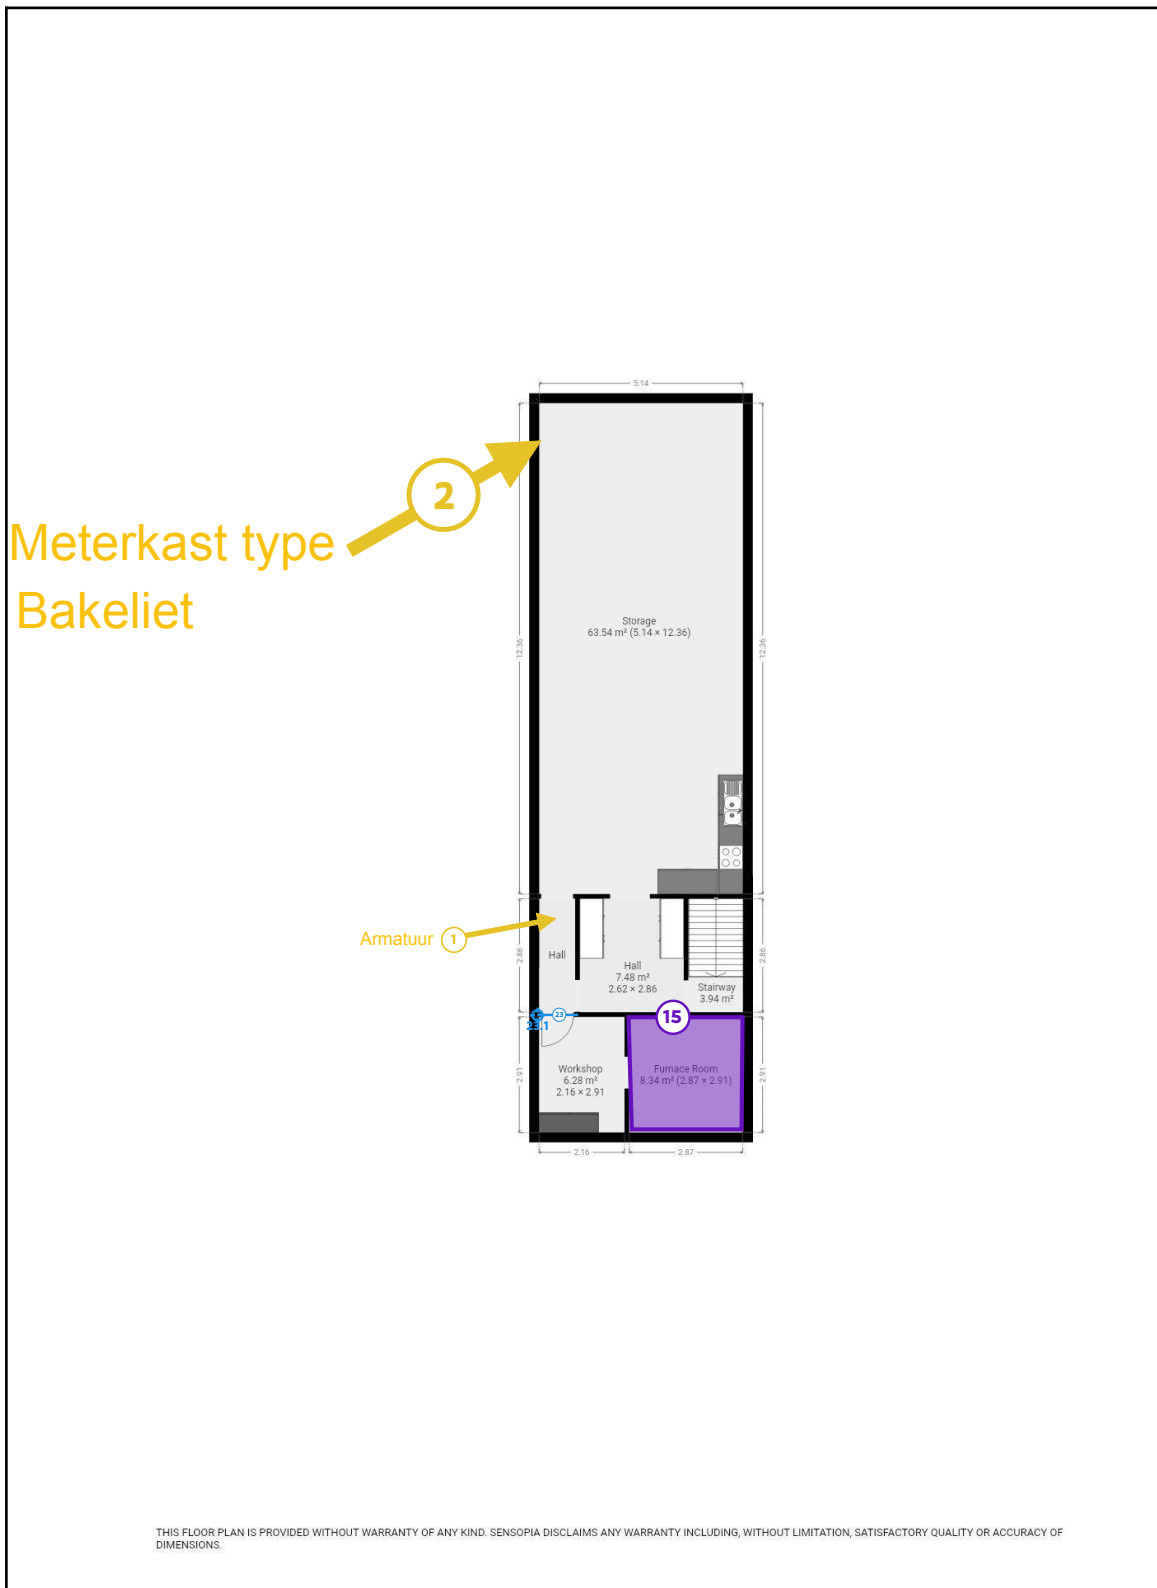 5.14
2
Meterkast type
Bakeliet
12.36
12.36
Storage
63.54 m² (5.14 × 12.36)
Armatuur 1
2.86
Hall
Hall
7.48 m²
2.62 × 2.86
2.86
Stairway
3.94 m²
23
23.1
15
2.91
Workshop
6.28 m²
2.16 × 2.91
Furnace Room
8.34 m² (2.87 × 2.91)
2.91
2.16
2.87
THIS FLOOR PLAN IS PROVIDED WITHOUT WARRANTY OF ANY KIND. SENSOPIA DISCLAIMS ANY WARRANTY INCLUDING, WITHOUT LIMITATION, SATISFACTORY QUALITY OR ACCURACY OF
DIMENSIONS.